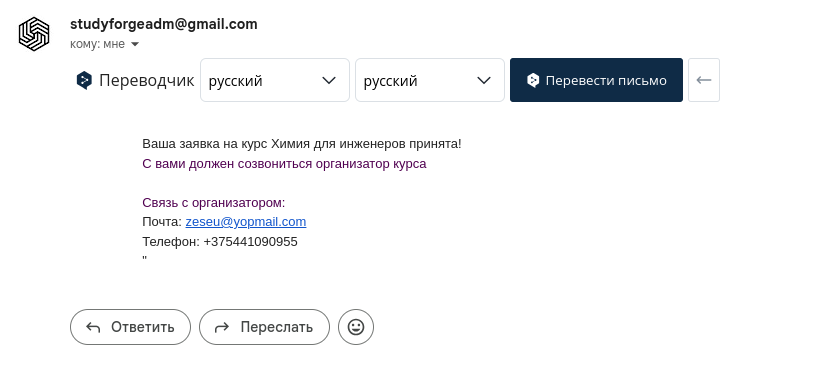 studyforgeadm@gmail.com
кому: мне
Переводчик русский русский Перевести письмо
Ваша заявка на курс Химия для инженеров принята!
С вами должен созвониться организатор курса
Связь с организатором:
Почта: zeseu@yopmail.com
Телефон: +375441090955
"
Ответить Переслать